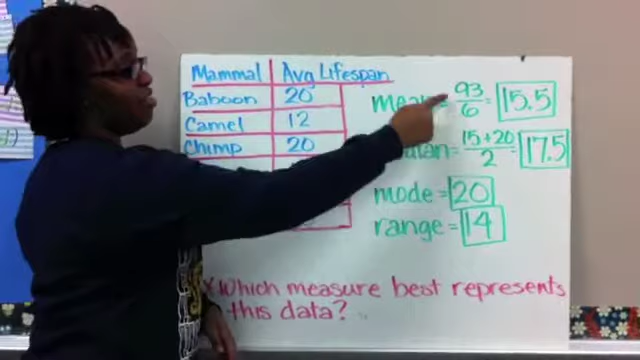 Mammal Avg Lifespan
Baboon 20
Camel 12
Chimp 20
93/6 = 15.5
= 15+20/2 = 17.5
mode = 20
range = 14
Which measure best represents
this data?